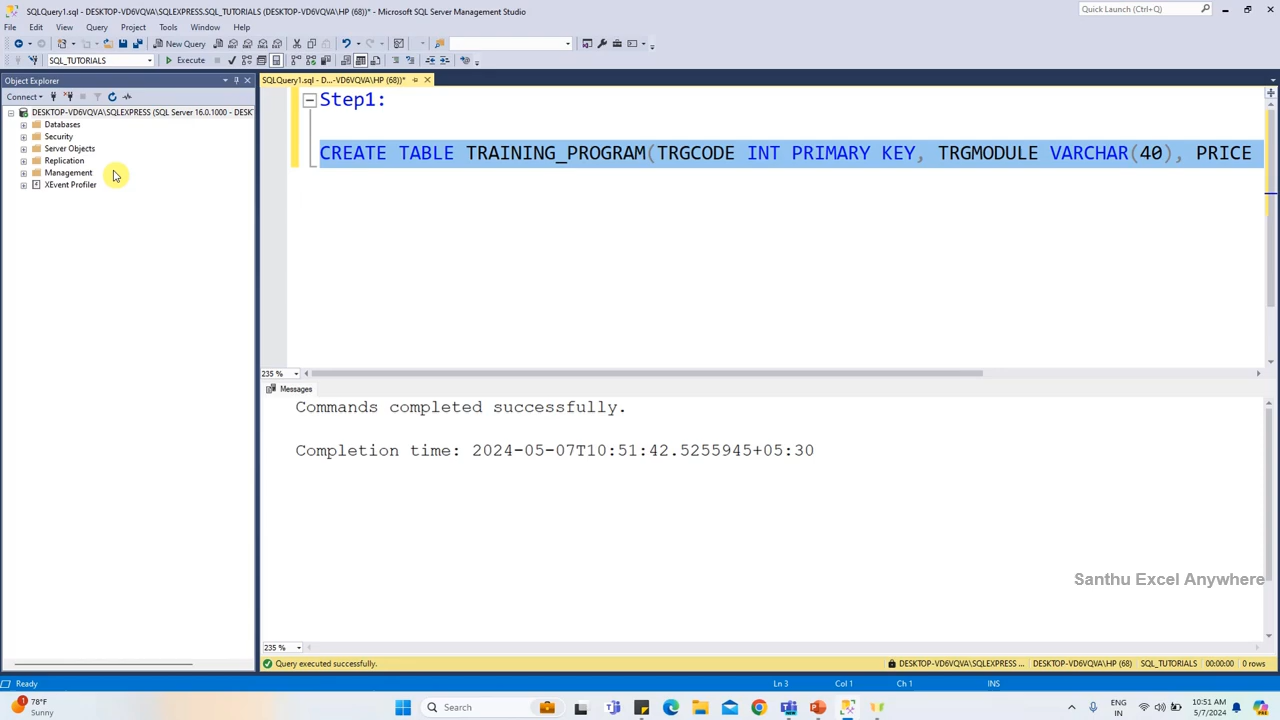 SQLQuery1.sql - DESKTOP-VD6VQVA\SQLEXPRESS.SQL_TUTORIALS (DESKTOP-VD6VQVA\HP (68))* - Microsoft SQL Server Management Studio
Quick Launch (Ctrl+Q)
File Edit View Query Project Tools Window Help
New Query
SQL_TUTORIALS Execute
Object Explorer
SQLQuery1.sql - D...-VD6VQVA\HP (68))*
Connect
Step1:
DESKTOP-VD6VQVA\SQLEXPRESS (SQL Server 16.0.1000 - DESK
Databases
Security
Server Objects
Replication
Management
XEvent Profiler
CREATE TABLE TRAINING_PROGRAM(TRGCODE INT PRIMARY KEY, TRGMODULE VARCHAR(40), PRICE
235 %
Messages
Commands completed successfully.
Completion time: 2024-05-07T10:51:42.5255945+05:30
Santhu Excel Anywhere
235 %
Query executed successfully. DESKTOP-VD6VQVA\SQLEXPRESS ... DESKTOP-VD6VQVA\HP (68) SQL_TUTORIALS 00:00:00 0 rows
Ready Ln 3 Col 1 Ch 1 INS
1 78°F
Sunny
Search
ENG
IN
10:51 AM
5/7/2024